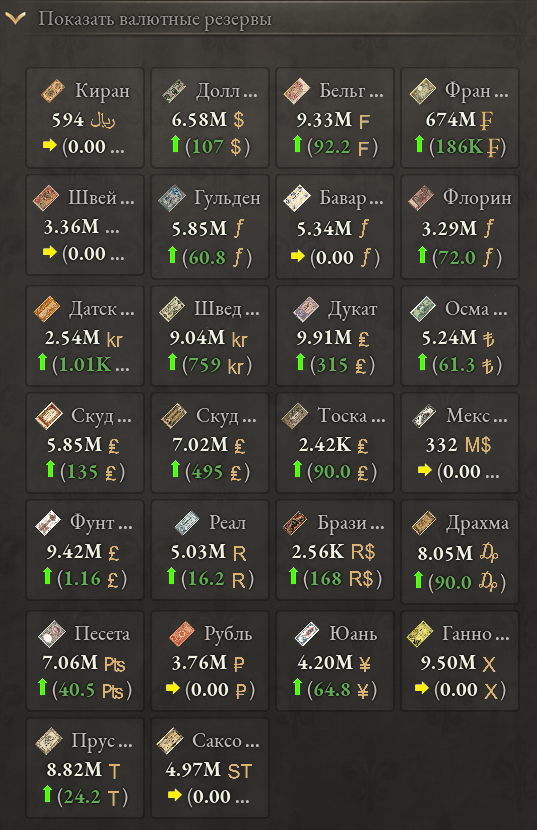 Показать валютные резервы
Киран Долл ... Бельг ... Фран ...
594 ﷼ 6.58M $ 9.33M F 674M ₣
(0.00 ... (107 $) (92.2 F) (186K ₣)
Швей ... Гульден Бавар ... Флорин
3.36M ... 5.85M ƒ 5.34M ƒ 3.29M ƒ
(0.00 ... (60.8 ƒ) (0.00 ƒ) (72.0 ƒ)
Датск ... Швед ... Дукат Осма ...
2.54M kr 9.04M kr 9.91M ₤ 5.24M ₺
(1.01K ... (759 kr) (315 ₤) (61.3 ₺)
Скуд ... Скуд ... Тоска ... Мекс ...
5.85M ₤ 7.02M ₤ 2.42K ₤ 332 M$
(135 ₤) (495 ₤) (90.0 ₤) (0.00 ...
Фунт ... Реал Брази ... Драхма
9.42M £ 5.03M R 2.56K R$ 8.05M ₯
(1.16 £) (16.2 R) (168 R$) (90.0 ₯)
Песета Рубль Юань Ганно ...
7.06M ₧ 3.76M ₽ 4.20M ¥ 9.50M X
(40.5 ₧) (0.00 ₽) (64.8 ¥) (0.00 X)
Прус ... Саксо ...
8.82M T 4.97M ST
(24.2 T) (0.00 ...